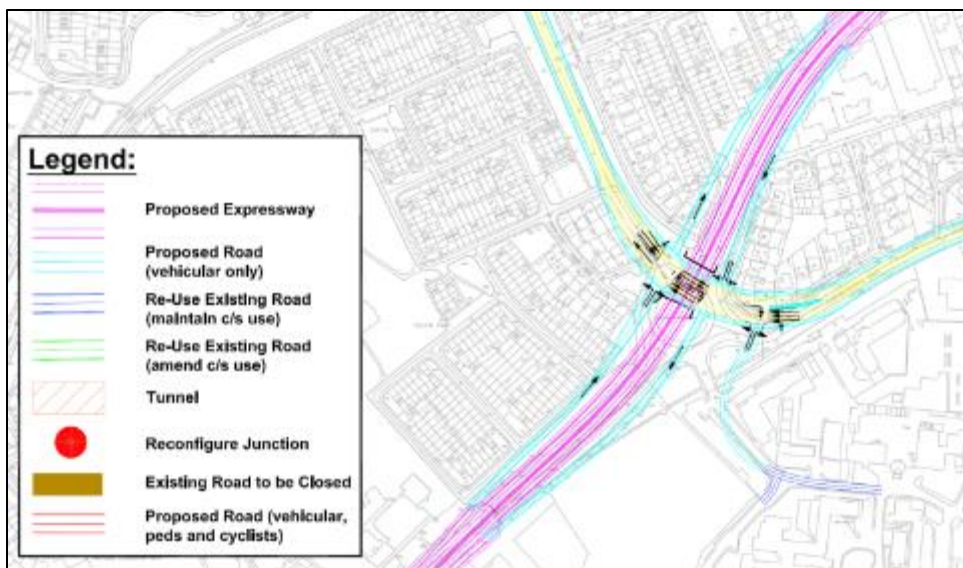 Legend:
Proposed Expressway
Proposed Road
(vehicular only)
Re-Use Existing Road
(maintain c/s use)
Re-Use Existing Road
(amend c/s use)
Tunnel
Reconfigure Junction
Existing Road to be Closed
Proposed Road (vehicular,
peds and cyclists)